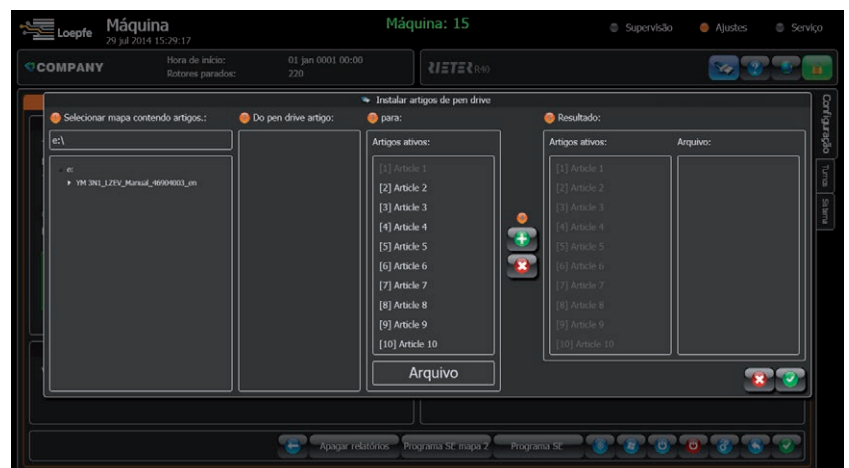 Loepfe
Máquina
29 jul 2014 15:29:17
Máquina: 15
Supervisão
Ajustes
Serviço
COMPANY
Hora de início:
01 jan 0001 00:00
Rotores parados:
220
RIETER R40
Instalar artigos de pen drive
Selecionar mapa contendo artigos.:
Do pen drive artigo:
para:
Resultado:
e:\
Artigos ativos:
Artigos ativos:
Arquivo:
e:
YM 3N1_LZEV_Manual_46904003_en
[1] Article 1
[2] Article 2
[3] Article 3
[4] Article 4
[5] Article 5
[6] Article 6
[7] Article 7
[8] Article 8
[9] Article 9
[10] Article 10
Arquivo
[1] Article 1
[2] Article 2
[3] Article 3
[4] Article 4
[5] Article 5
[6] Article 6
[7] Article 7
[8] Article 8
[9] Article 9
[10] Article 10
Configuração
Turnos
Sistema
Apagar relatórios
Programa SE mapa 2
Programa SE